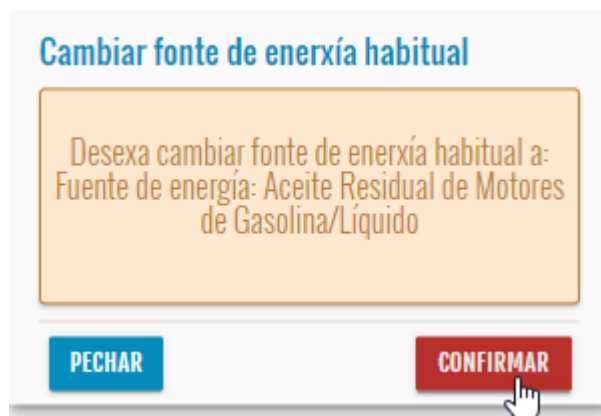 Cambiar fonte de enerxía habitual
Desexa cambiar fonte de enerxía habitual a:
Fuente de energía: Aceite Residual de Motores
de Gasolina/Líquido
PECHAR
CONFIRMAR